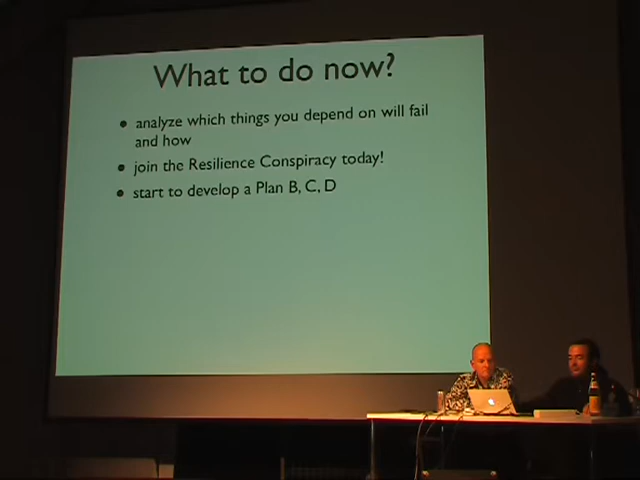 What to do now?
• analyze which things you depend on will fail
and how
• join the Resilience Conspiracy today!
• start to develop a Plan B, C, D